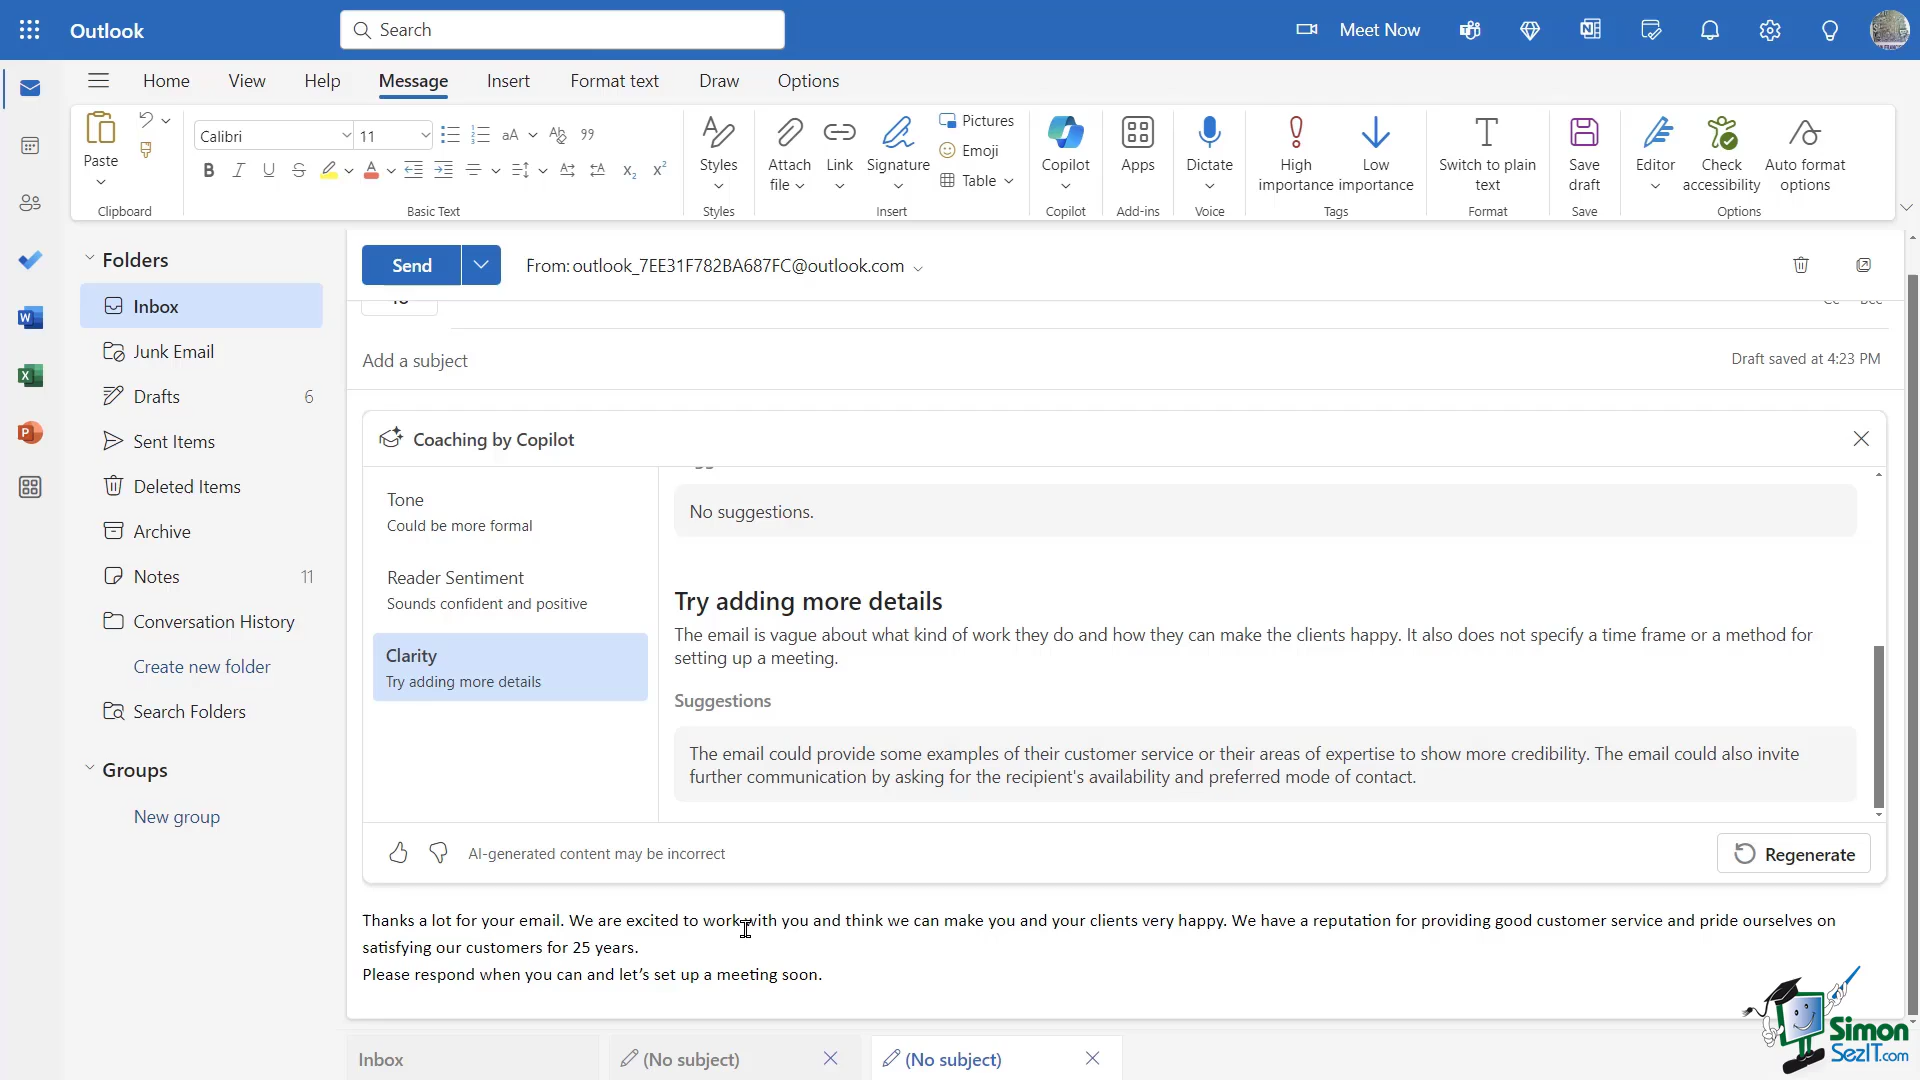 Outlook
Search
Meet Now
Home View Help Message Insert Format text Draw Options
Paste
Clipboard
Calibri 11
Basic Text
Styles
Styles
Attach file
Link
Signature
Pictures
Emoji
Table
Insert
Copilot
Copilot
Apps
Add-ins
Dictate
Voice
High importance
Low importance
Tags
Switch to plain text
Format
Save draft
Save
Editor
Check accessibility
Auto format options
Options
Folders
Inbox
Junk Email
Drafts 6
Sent Items
Deleted Items
Archive
Notes 11
Conversation History
Create new folder
Search Folders
Groups
New group
Send
From: outlook_7EE31F782BA687FC@outlook.com
Add a subject
Draft saved at 4:23 PM
Coaching by Copilot
Tone
Could be more formal
Reader Sentiment
Sounds confident and positive
Clarity
Try adding more details
No suggestions.
Try adding more details
The email is vague about what kind of work they do and how they can make the clients happy. It also does not specify a time frame or a method for
setting up a meeting.
Suggestions
The email could provide some examples of their customer service or their areas of expertise to show more credibility. The email could also invite
further communication by asking for the recipient's availability and preferred mode of contact.
AI-generated content may be incorrect
Regenerate
Thanks a lot for your email. We are excited to work with you and think we can make you and your clients very happy. We have a reputation for providing good customer service and pride ourselves on
satisfying our customers for 25 years.
Please respond when you can and let's set up a meeting soon.
Inbox
(No subject)
(No subject)
Simon
SezIT.com